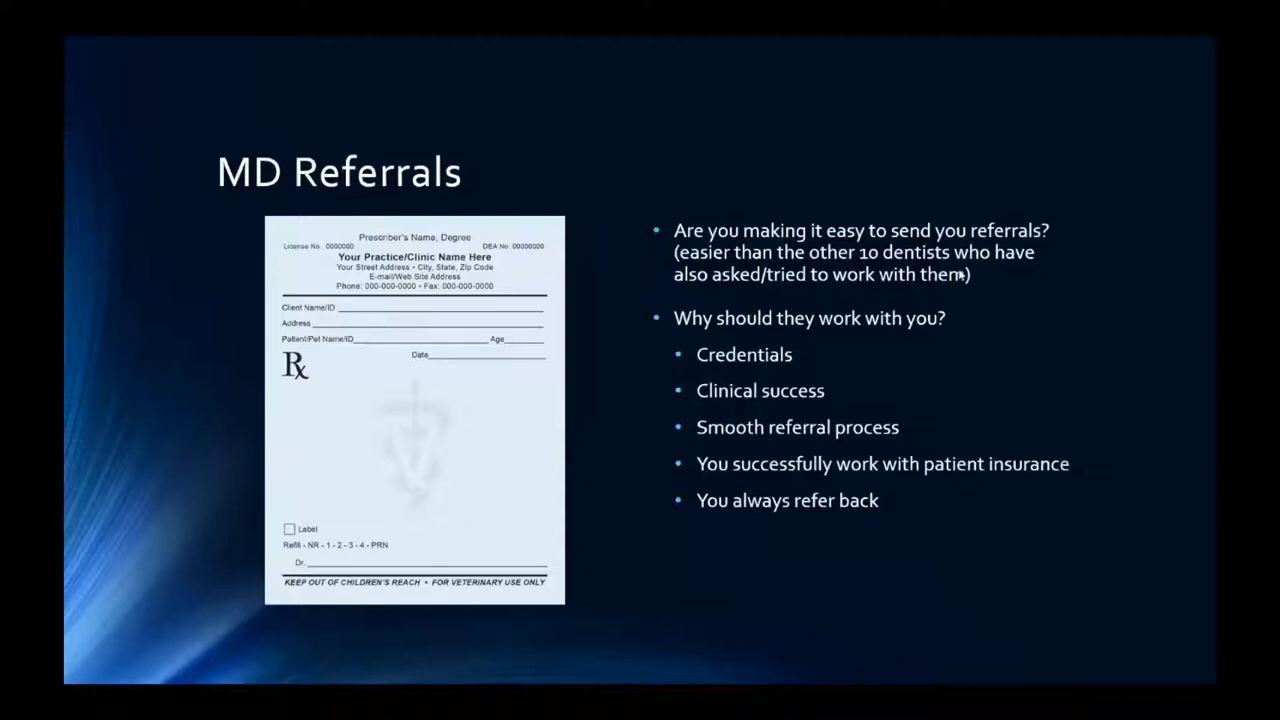 MD Referrals
Prescriber's Name, Degree
License No. 0000000 DEA No. 00000000
Your Practice/Clinic Name Here
Your Street Address • City, State, Zip Code
E-mail/Web Site Address
Phone: 000-000-0000 • Fax: 000-000-0000
Client Name/ID
Address
Patient/Pet Name/ID Age
Date
Rx
Label
Refill - NR - 1 - 2 - 3 - 4 - PRN
Dr.
KEEP OUT OF CHILDREN'S REACH • FOR VETERINARY USE ONLY
• Are you making it easy to send you referrals?
(easier than the other 10 dentists who have
also asked/tried to work with them)
• Why should they work with you?
• Credentials
• Clinical success
• Smooth referral process
• You successfully work with patient insurance
• You always refer back